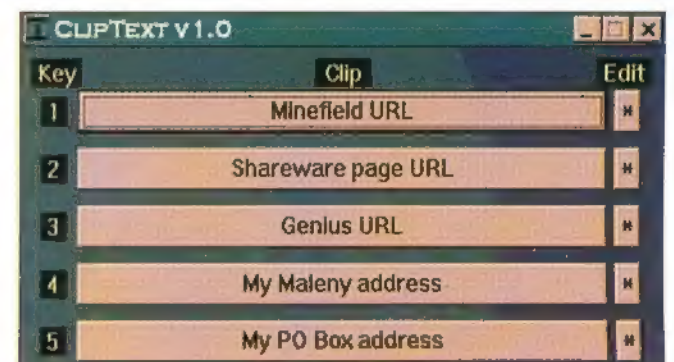 CLIPTEXT V1.0
Key Clip Edit
1 Minefield URL *
2 Shareware page URL *
3 Genius URL *
4 My Maleny address *
5 My PO Box address *